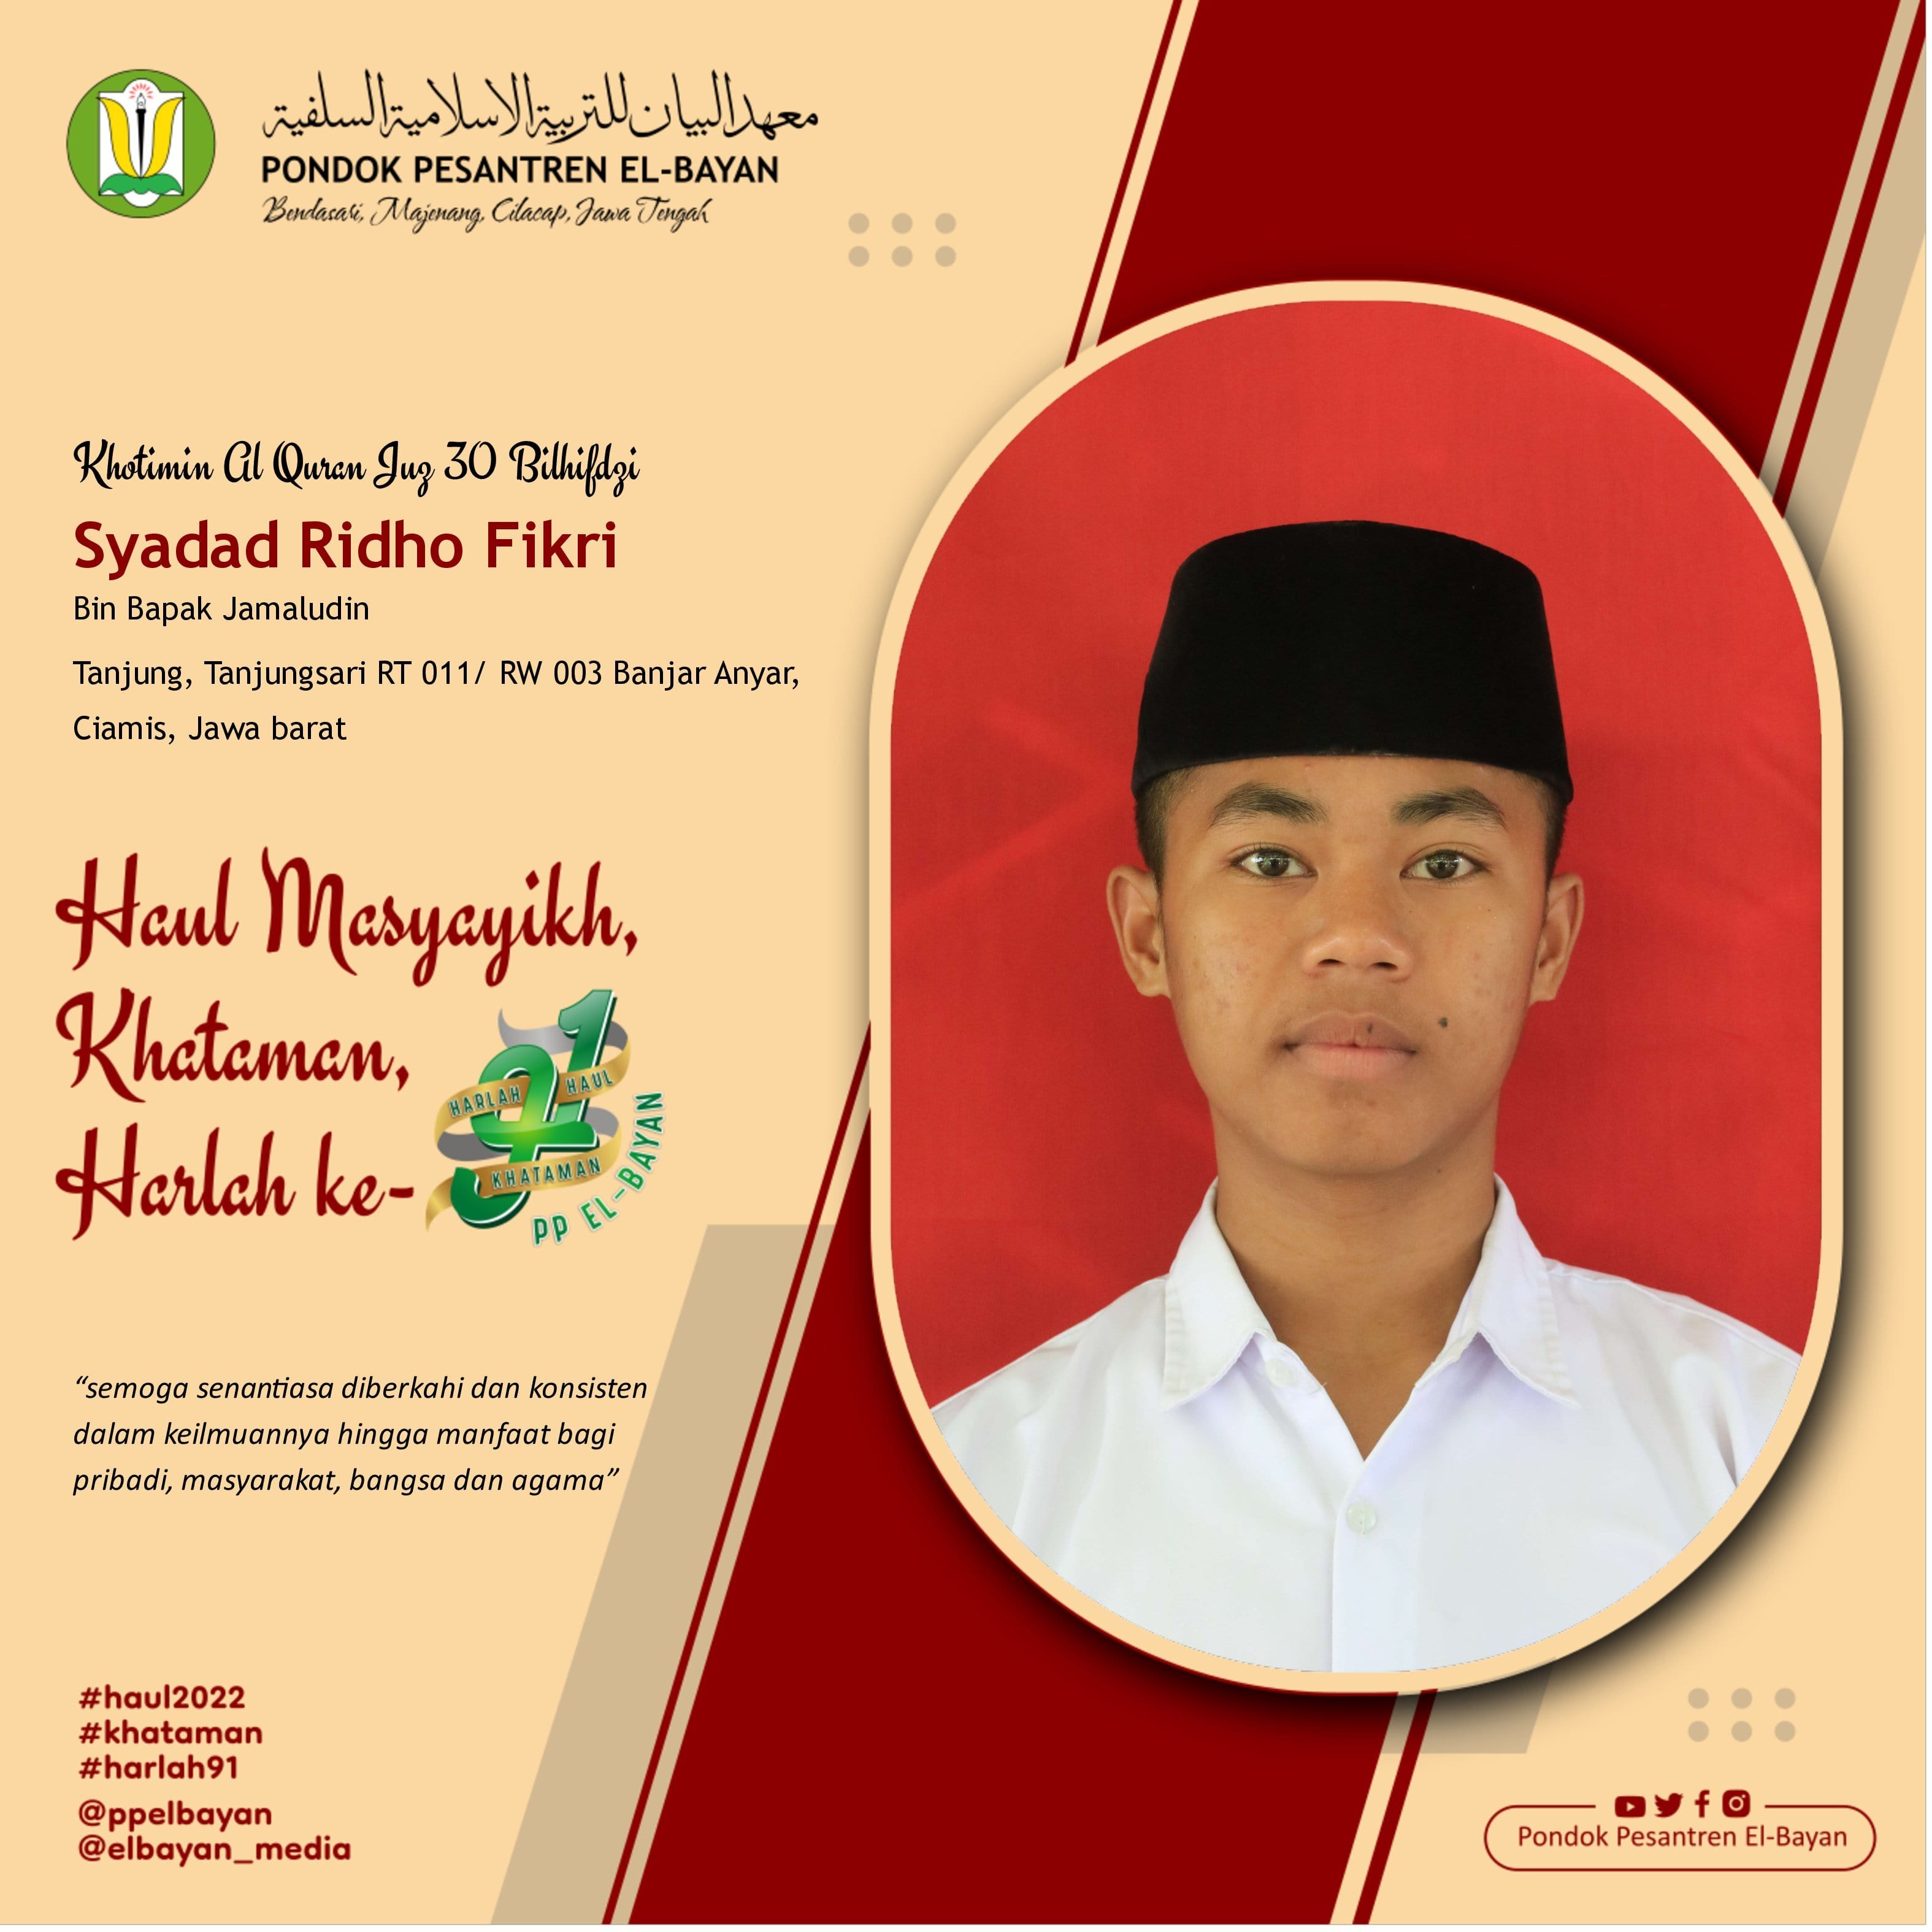 معهد البيان للتربية الاسلامية السلفية
PONDOK PESANTREN EL-BAYAN
Bendasari, Majenang, Cilacap, Jawa Tengah
Khotimin Al Quran Juz 30 Bilhifdzi
Syadad Ridho Fikri
Bin Bapak Jamaludin
Tanjung, Tanjungsari RT 011/ RW 003 Banjar Anyar,
Ciamis, Jawa barat
Haul Masyayikh,
Khataman,
Harlah ke-
91
HARLAH HAUL
KHATAMAN
PP EL-BAYAN
“semoga senantiasa diberkahi dan konsisten
dalam keilmuannya hingga manfaat bagi
pribadi, masyarakat, bangsa dan agama”
#haul2022
#khataman
#harlah91
@ppelbayan
@elbayan_media
Pondok Pesantren El-Bayan